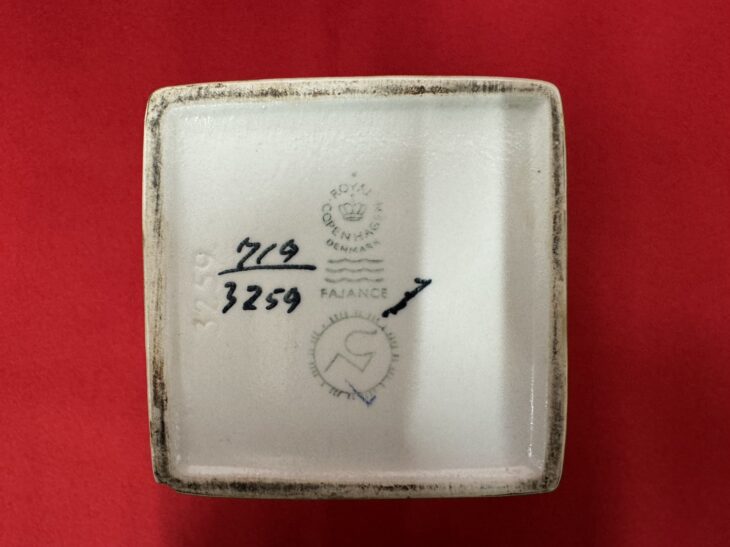 ROYAL
COPENHAGEN
DENMARK
FAJANCE
719
3259
3259